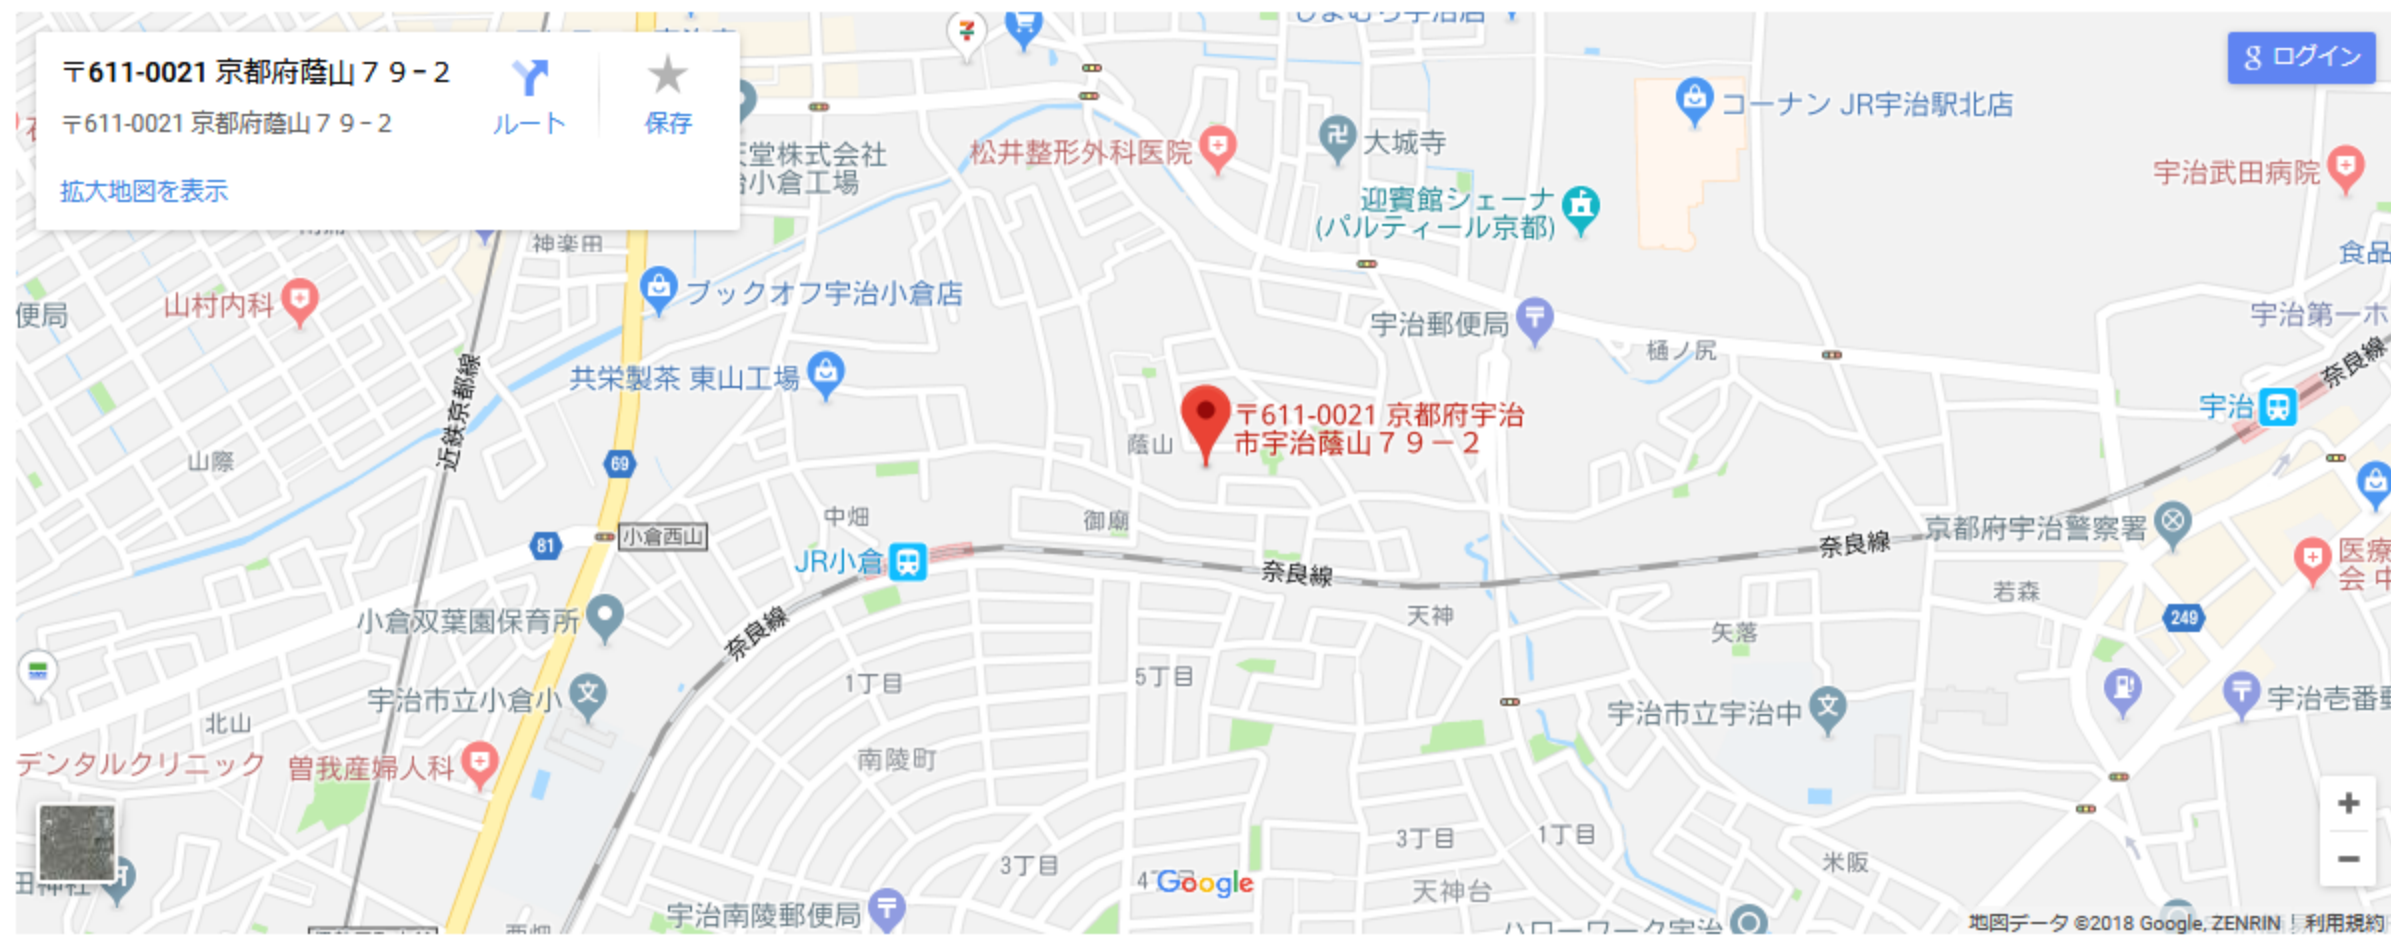 〒611-0021 京都府蔭山７９−２
〒611-0021 京都府蔭山７９−２
ルート
保存
拡大地図を表示
ログイン
コーナン JR宇治駅北店
松井整形外科医院
大城寺
堂株式会社
小倉工場
宇治武田病院
迎賓館シェーナ
(パルティール京都)
食品
神楽田
ブックオフ宇治小倉店
山村内科
便局
宇治郵便局
宇治第一ホ
樋ノ尻
奈良線
共栄製茶 東山工場
近鉄京都線
宇治
〒611-0021 京都府宇治
市宇治蔭山７９−２
蔭山
山際
69
中畑
御廟
81
小倉西山
JR小倉
奈良線
奈良線
京都府宇治警察署
医療
会 中
小倉双葉園保育所
奈良線
天神
若森
矢落
249
1丁目
5丁目
宇治市立小倉小
北山
宇治市立宇治中
宇治壱番
デンタルクリニック
曽我産婦人科
南陵町
3丁目
3丁目
1丁目
米阪
Google
天神台
宇治南陵郵便局
西畑
ハローワーク宇治
地図データ ©2018 Google, ZENRIN
利用規約